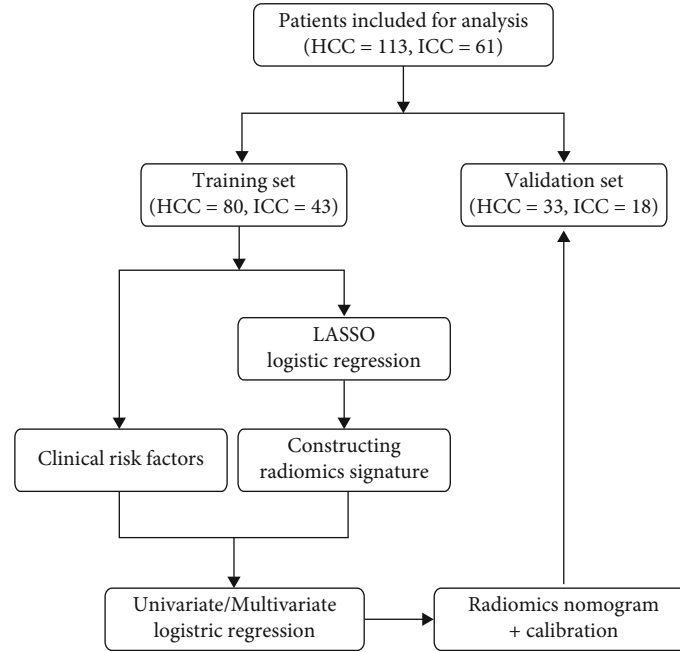 Patients included for analysis
(HCC = 113, ICC = 61)
Training set
(HCC = 80, ICC = 43)
Validation set
(HCC = 33, ICC = 18)
LASSO
logistic regression
Clinical risk factors
Constructing
radiomics signature
Univariate/Multivariate
logistric regression
Radiomics nomogram
+ calibration